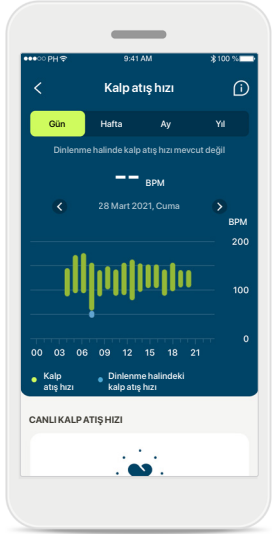 PH 9:41 AM 100 %
Kalp atış hızı
Gün Hafta Ay Yıl
Dinlenme halinde kalp atış hızı mevcut değil
-- BPM
28 Mart 2021, Cuma
BPM
200
100
0
00 03 06 09 12 15 18 21
Kalp atış hızı
Dinlenme halindeki kalp atış hızı
CANLI KALP ATIŞ HIZI